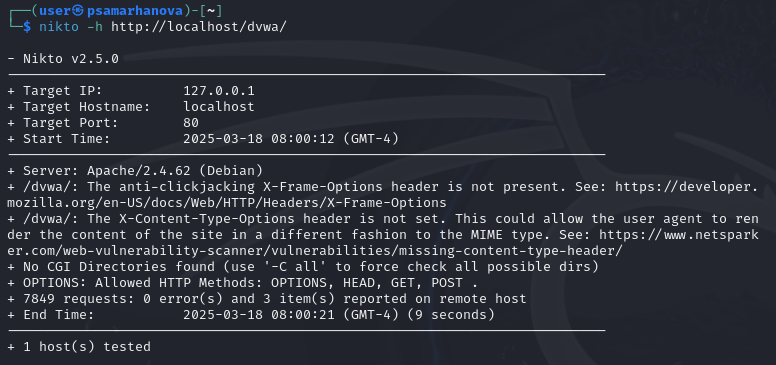 ┌──(user㉿psamarhanova)-[~]
└─$ nikto -h http://localhost/dvwa/
- Nikto v2.5.0
---------------------------------------------------------------------------
+ Target IP:          127.0.0.1
+ Target Hostname:    localhost
+ Target Port:        80
+ Start Time:         2025-03-18 08:00:12 (GMT-4)
---------------------------------------------------------------------------
+ Server: Apache/2.4.62 (Debian)
+ /dvwa/: The anti-clickjacking X-Frame-Options header is not present. See: https://developer.
mozilla.org/en-US/docs/Web/HTTP/Headers/X-Frame-Options
+ /dvwa/: The X-Content-Type-Options header is not set. This could allow the user agent to ren
der the content of the site in a different fashion to the MIME type. See: https://www.netspark
er.com/web-vulnerability-scanner/vulnerabilities/missing-content-type-header/
+ No CGI Directories found (use '-C all' to force check all possible dirs)
+ OPTIONS: Allowed HTTP Methods: OPTIONS, HEAD, GET, POST .
+ 7849 requests: 0 error(s) and 3 item(s) reported on remote host
+ End Time:           2025-03-18 08:00:21 (GMT-4) (9 seconds)
---------------------------------------------------------------------------
+ 1 host(s) tested